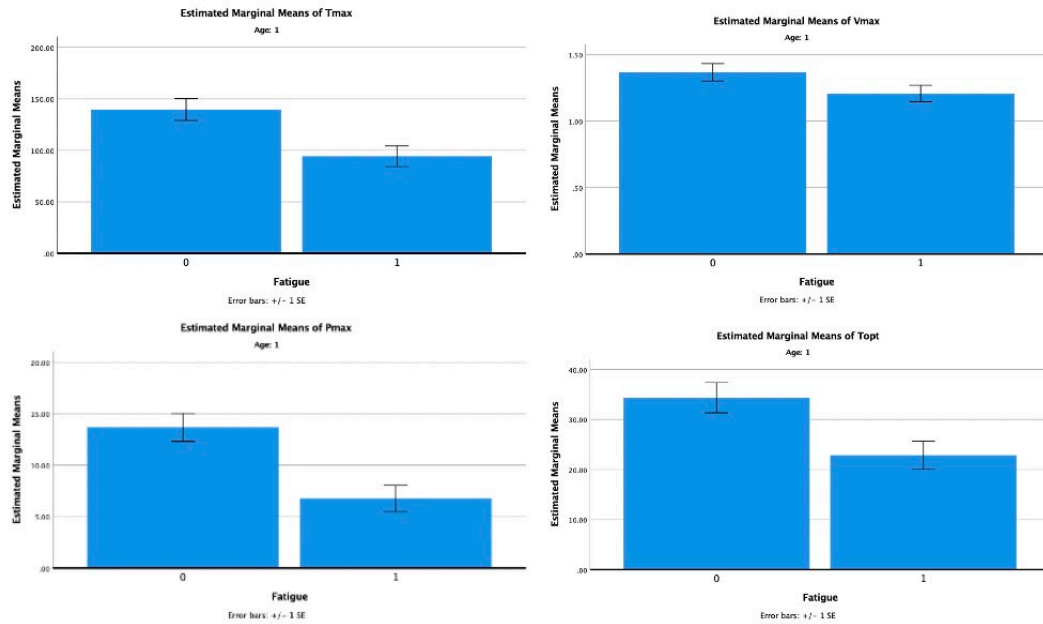 Estimated Marginal Means of Tmax
Age: 1
Estimated Marginal Means
200.00
150.00
100.00
50.00
.00
0
1
Fatigue
Error bars: +/- 1 SE
Estimated Marginal Means of Vmax
Age: 1
Estimated Marginal Means
1.50
1.00
.50
.00
0
1
Fatigue
Error bars: +/- 1 SE
Estimated Marginal Means of Pmax
Age: 1
Estimated Marginal Means
20.00
15.00
10.00
5.00
.00
0
1
Fatigue
Error bars: +/- 1 SE
Estimated Marginal Means of Topt
Age: 1
Estimated Marginal Means
40.00
30.00
20.00
10.00
.00
0
1
Fatigue
Error bars: +/- 1 SE